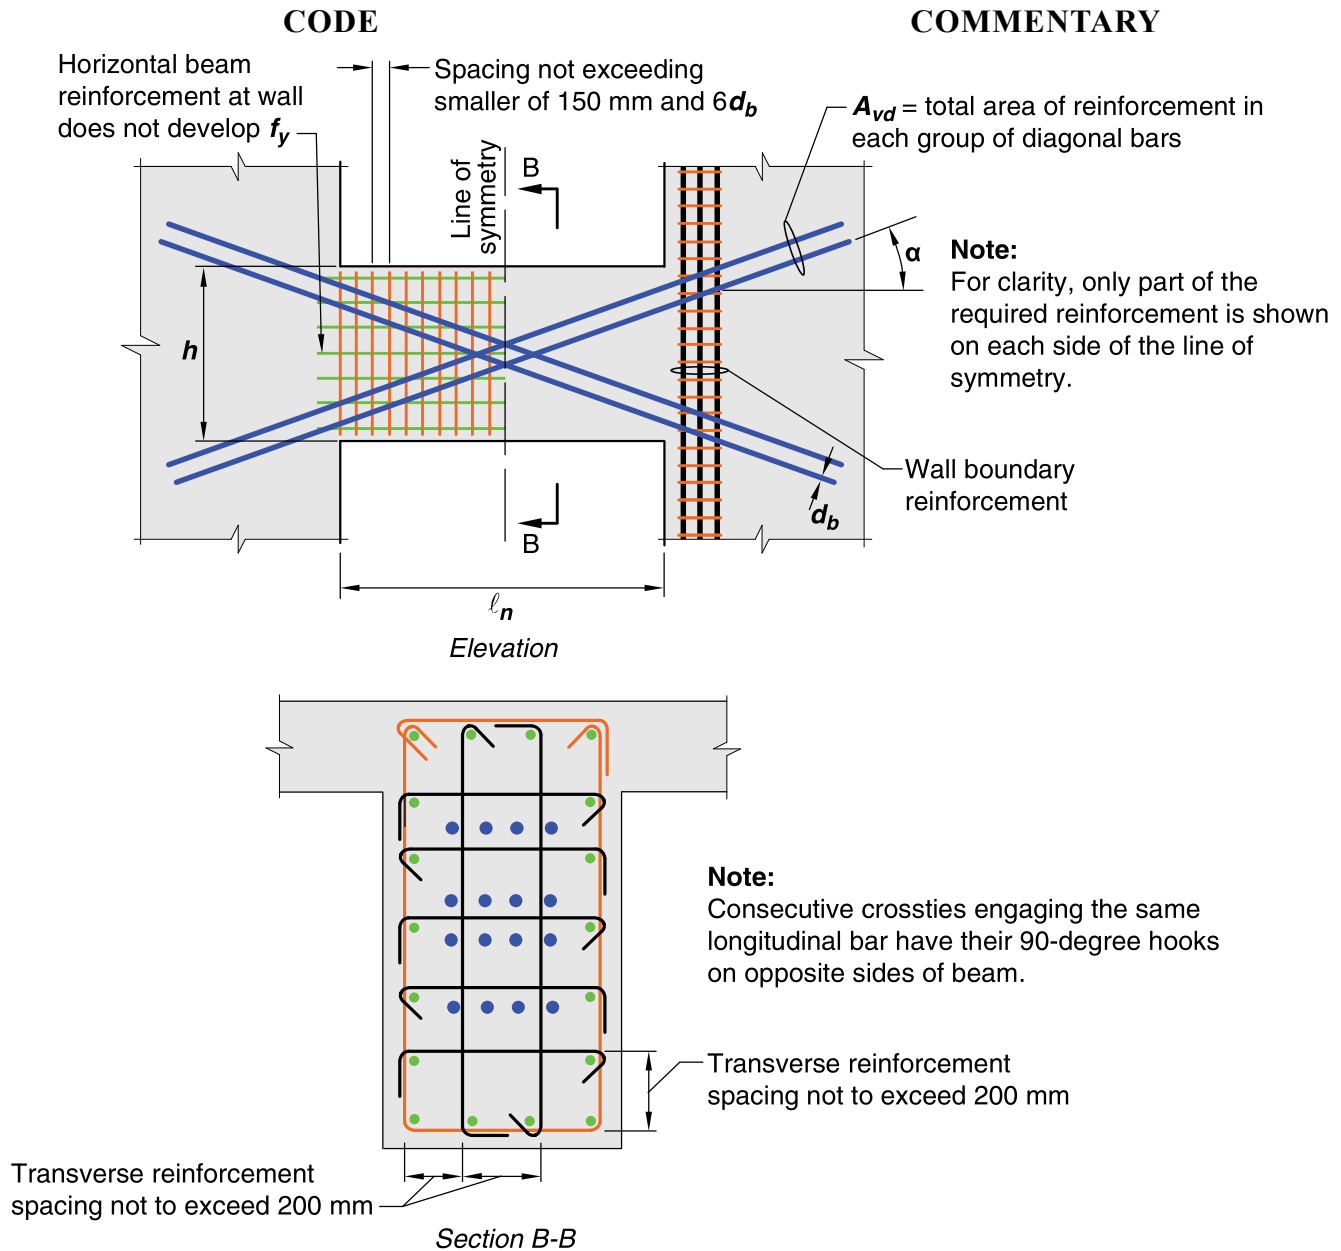 CODE
COMMENTARY
Horizontal beam
reinforcement at wall
does not develop fy
Spacing not exceeding
smaller of 150 mm and 6db
Avd = total area of reinforcement in
each group of diagonal bars
Line of
symmetry
B
α
Note:
For clarity, only part of the
required reinforcement is shown
on each side of the line of
symmetry.
h
Wall boundary
reinforcement
db
B
ℓn
Elevation
Note:
Consecutive crossties engaging the same
longitudinal bar have their 90-degree hooks
on opposite sides of beam.
Transverse reinforcement
spacing not to exceed 200 mm
Transverse reinforcement
spacing not to exceed 200 mm
Section B-B